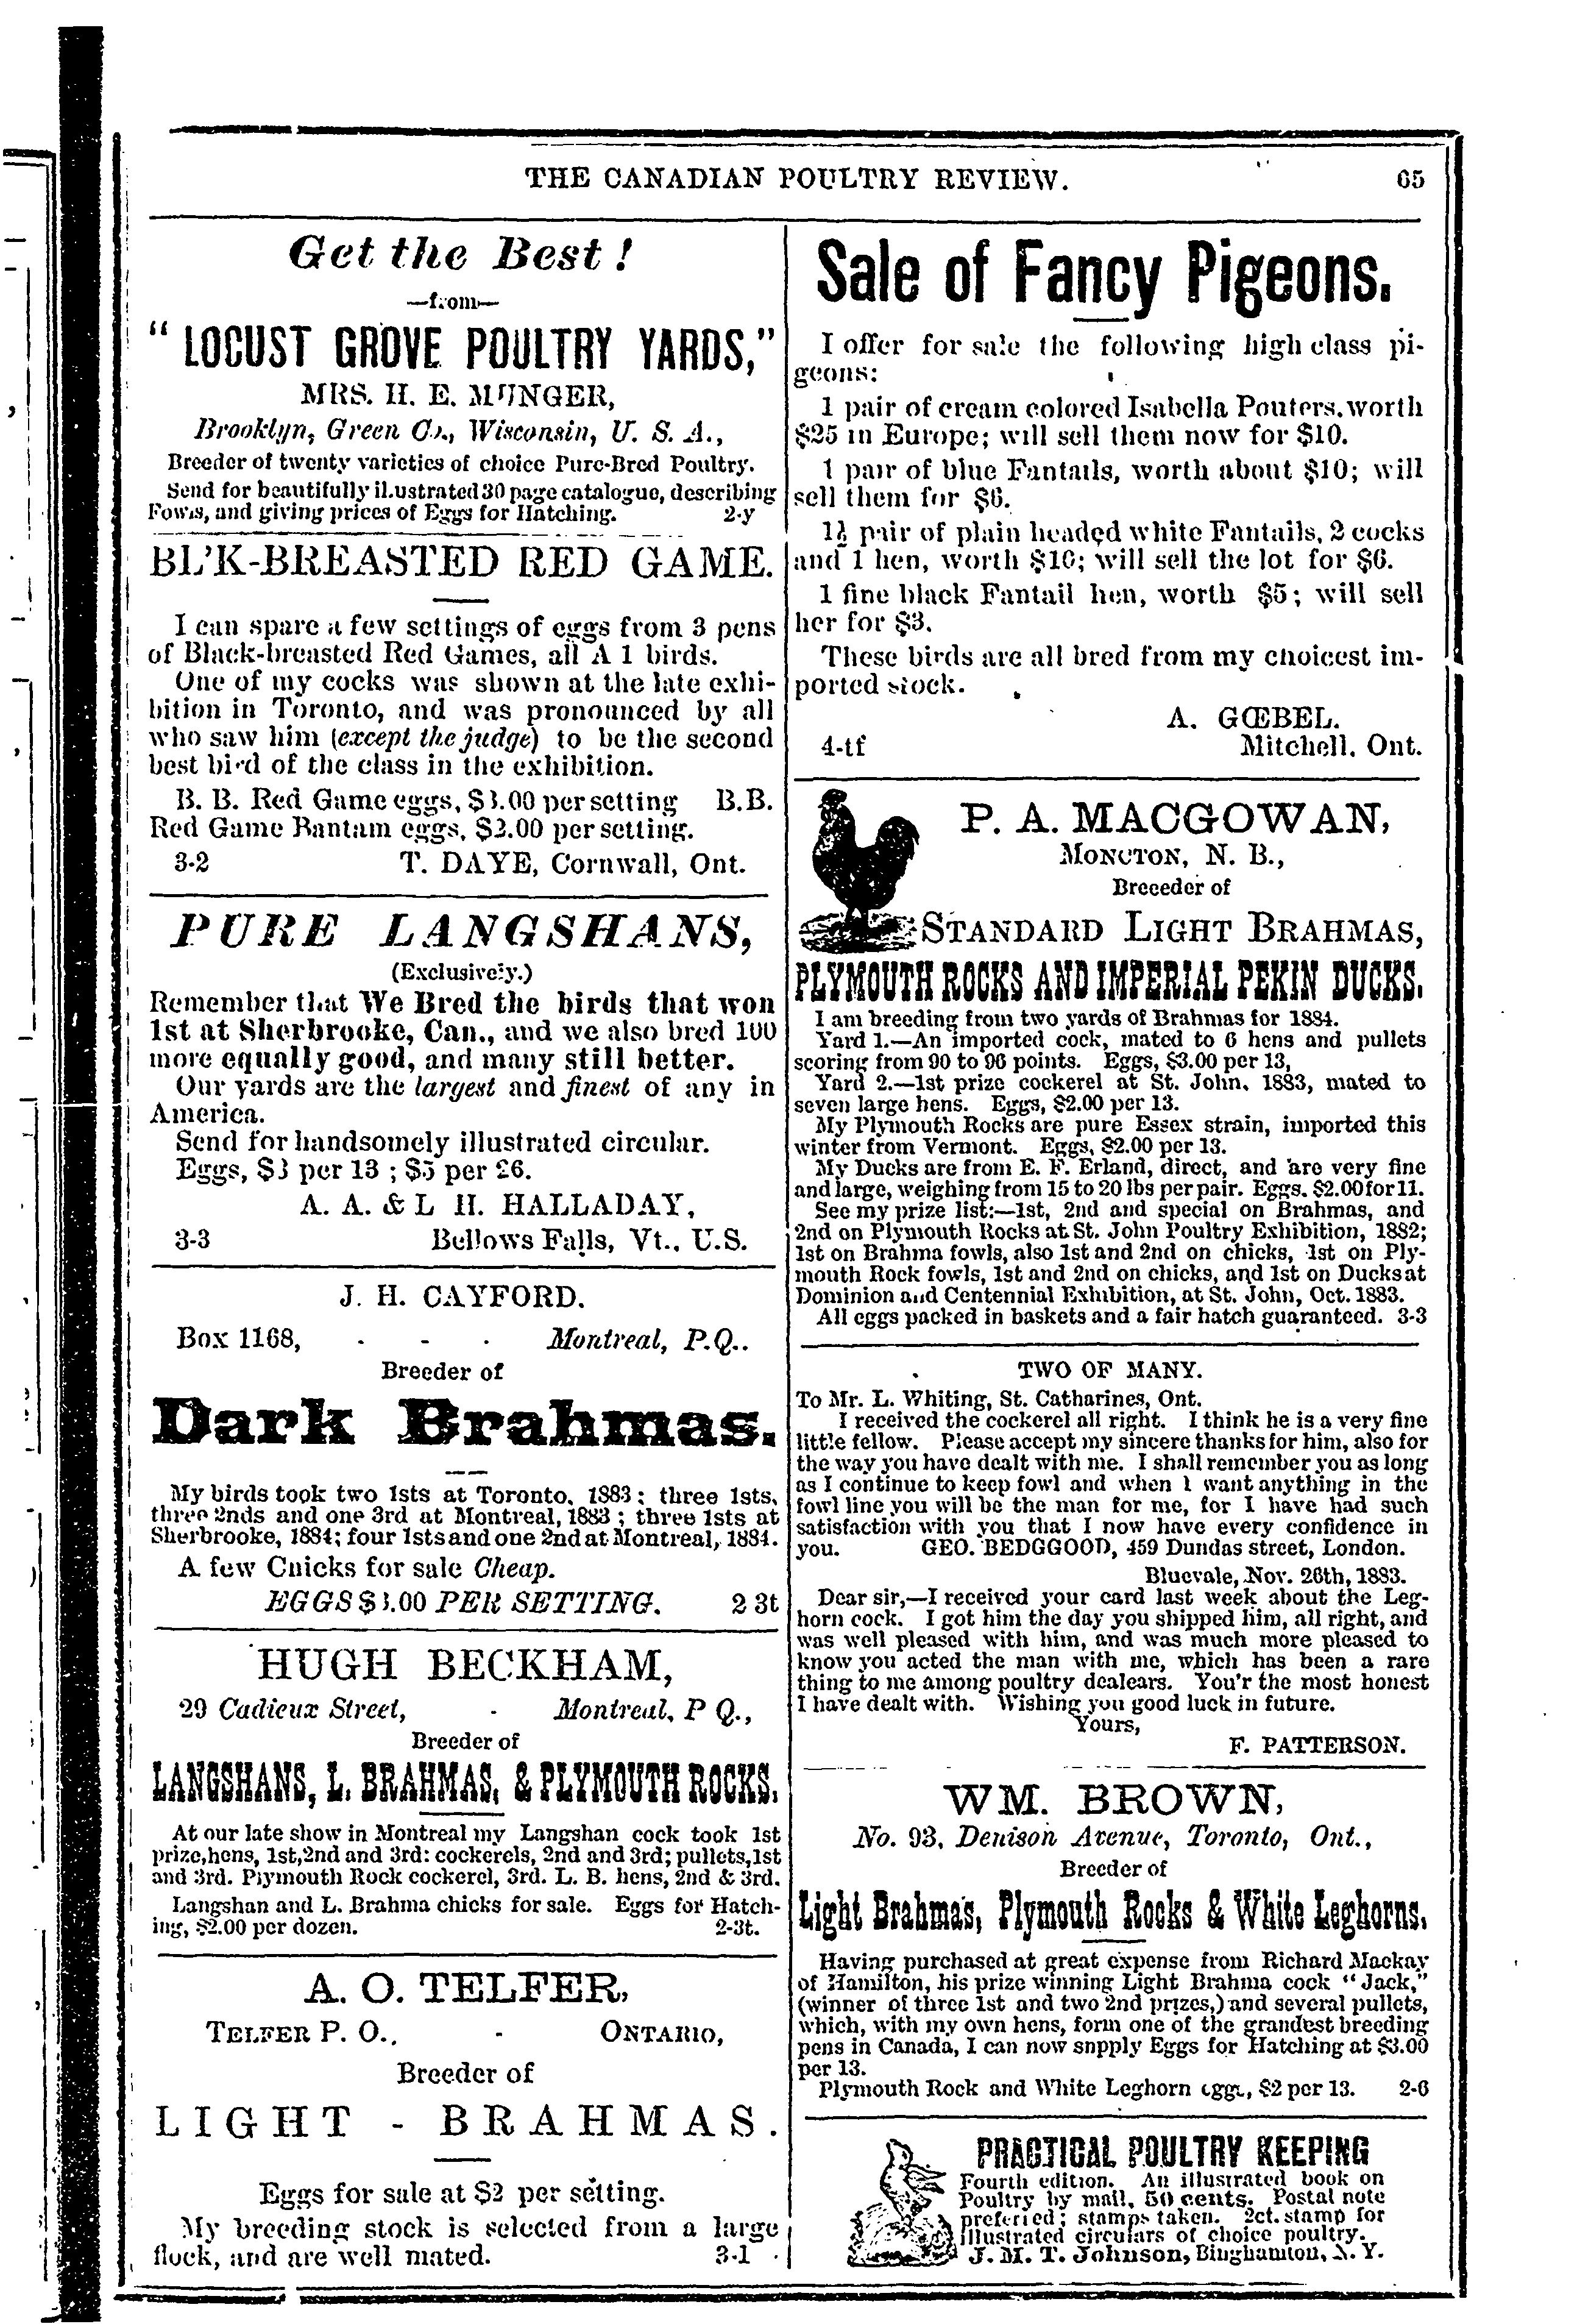 THE CANADIAN POULTRY REVIEW. 65
Get the Best!
—from—
"LOCUST GROVE POULTRY YARDS,"
MRS. H. E. MUNGER,
Brooklyn, Green Co., Wisconsin, U. S. A.,
Breeder of twenty varieties of choice Pure-Bred Poultry.
Send for beautifully illustrated 30 page catalogue, describing
Fowls, and giving prices of Eggs for Hatching. 2-y
BL'K-BREASTED RED GAME.
I can spare a few settings of eggs from 3 pens
of Black-breasted Red Games, all A 1 birds.
One of my cocks was shown at the late exhi-
bition in Toronto, and was pronounced by all
who saw him (except the judge) to be the second
best bird of the class in the exhibition.
B. B. Red Game eggs, $3.00 per setting B.B.
Red Game Bantam eggs, $3.00 per setting.
3-2 T. DAYE, Cornwall, Ont.
PURE LANGSHANS,
(Exclusively.)
Remember that We Bred the birds that won
1st at Sherbrooke, Can., and we also bred 100
more equally good, and many still better.
Our yards are the largest and finest of any in
America.
Send for handsomely illustrated circular.
Eggs, $3 per 13 ; $5 per 26.
A. A. & L H. HALLADAY,
3-3 Bellows Falls, Vt., U.S.
J. H. CAYFORD.
Box 1168, - - - Montreal, P.Q..
Breeder of
Dark Brahmas.
My birds took two 1sts at Toronto, 1883; three 1sts,
three 2nds and one 3rd at Montreal, 1883 ; three 1sts at
Sherbrooke, 1884; four 1sts and one 2nd at Montreal, 1884.
A few Chicks for sale Cheap.
EGGS $3.00 PER SETTING. 2 3t
HUGH BECKHAM,
29 Cadieux Street, - Montreal, P Q.,
Breeder of
LANGSHANS, L. BRAHMAS, & PLYMOUTH ROCKS.
At our late show in Montreal my Langshan cock took 1st
prize, hens, 1st, 2nd and 3rd: cockerels, 2nd and 3rd; pullets, 1st
and 3rd. Plymouth Rock cockerel, 3rd. L. B. hens, 2nd & 3rd.
Langshan and L. Brahma chicks for sale. Eggs for Hatch-
ing, $2.00 per dozen. 2-3t.
A. O. TELFER,
TELFER P. O.. - ONTARIO,
Breeder of
LIGHT - BRAHMAS.
Eggs for sale at $2 per setting.
My breeding stock is selected from a large
flock, and are well mated. 3-1
Sale of Fancy Pigeons.
I offer for sale the following high class pi-
geons:
1 pair of cream colored Isabella Pouters, worth
$25 in Europe; will sell them now for $10.
1 pair of blue Fantails, worth about $10; will
sell them for $6.
1½ pair of plain headed white Fantails, 2 cocks
and 1 hen, worth $10; will sell the lot for $6.
1 fine black Fantail hen, worth $5; will sell
her for $3.
These birds are all bred from my choicest im-
ported stock.
A. GŒBEL.
4-tf Mitchell, Ont.
P. A. MACGOWAN,
MONCTON, N. B.,
Breeeder of
STANDARD LIGHT BRAHMAS,
PLYMOUTH ROCKS AND IMPERIAL PEKIN DUCKS.
I am breeding from two yards of Brahmas for 1884.
Yard 1.—An imported cock, mated to 6 hens and pullets
scoring from 90 to 96 points. Eggs, $3.00 per 13,
Yard 2.—1st prize cockerel at St. John, 1883, mated to
seven large hens. Eggs, $2.00 per 13.
My Plymouth Rocks are pure Essex strain, imported this
winter from Vermont. Eggs, $2.00 per 13.
My Ducks are from E. F. Erland, direct, and are very fine
and large, weighing from 15 to 20 lbs per pair. Eggs. $2.00 for 11.
See my prize list:—1st, 2nd and special on Brahmas, and
2nd on Plymouth Rocks at St. John Poultry Exhibition, 1882;
1st on Brahma fowls, also 1st and 2nd on chicks, 1st on Ply-
mouth Rock fowls, 1st and 2nd on chicks, and 1st on Ducks at
Dominion and Centennial Exhibition, at St. John, Oct. 1883.
All eggs packed in baskets and a fair hatch guaranteed. 3-3
TWO OF MANY.
To Mr. L. Whiting, St. Catharines, Ont.
I received the cockerel all right. I think he is a very fine
little fellow. Please accept my sincere thanks for him, also for
the way you have dealt with me. I shall remember you as long
as I continue to keep fowl and when I want anything in the
fowl line you will be the man for me, for I have had such
satisfaction with you that I now have every confidence in
you. GEO. BEDGGOOD, 459 Dundas street, London.
Bluevale, Nov. 26th, 1883.
Dear sir,—I received your card last week about the Leg-
horn cock. I got him the day you shipped him, all right, and
was well pleased with him, and was much more pleased to
know you acted the man with me, which has been a rare
thing to me among poultry dealears. You'r the most honest
I have dealt with. Wishing you good luck in future.
Yours,
F. PATTERSON.
WM. BROWN,
No. 93, Denison Avenue, Toronto, Ont.,
Breeder of
Light Brahmas, Plymouth Rocks & White Leghorns.
Having purchased at great expense from Richard Mackay
of Hamilton, his prize winning Light Brahma cock "Jack,"
(winner of three 1st and two 2nd prizes,) and several pullets,
which, with my own hens, form one of the grandest breeding
pens in Canada, I can now snpply Eggs for Hatching at $3.00
per 13.
Plymouth Rock and White Leghorn eggs, $2 per 13. 2-6
PRACTICAL POULTRY KEEPING
Fourth edition. An illustrated book on
Poultry by mail, 50 cents. Postal note
preferred; stamps taken. 2ct. stamp for
illustrated circulars of choice poultry.
J. M. T. Johnson, Binghamton, N. Y.